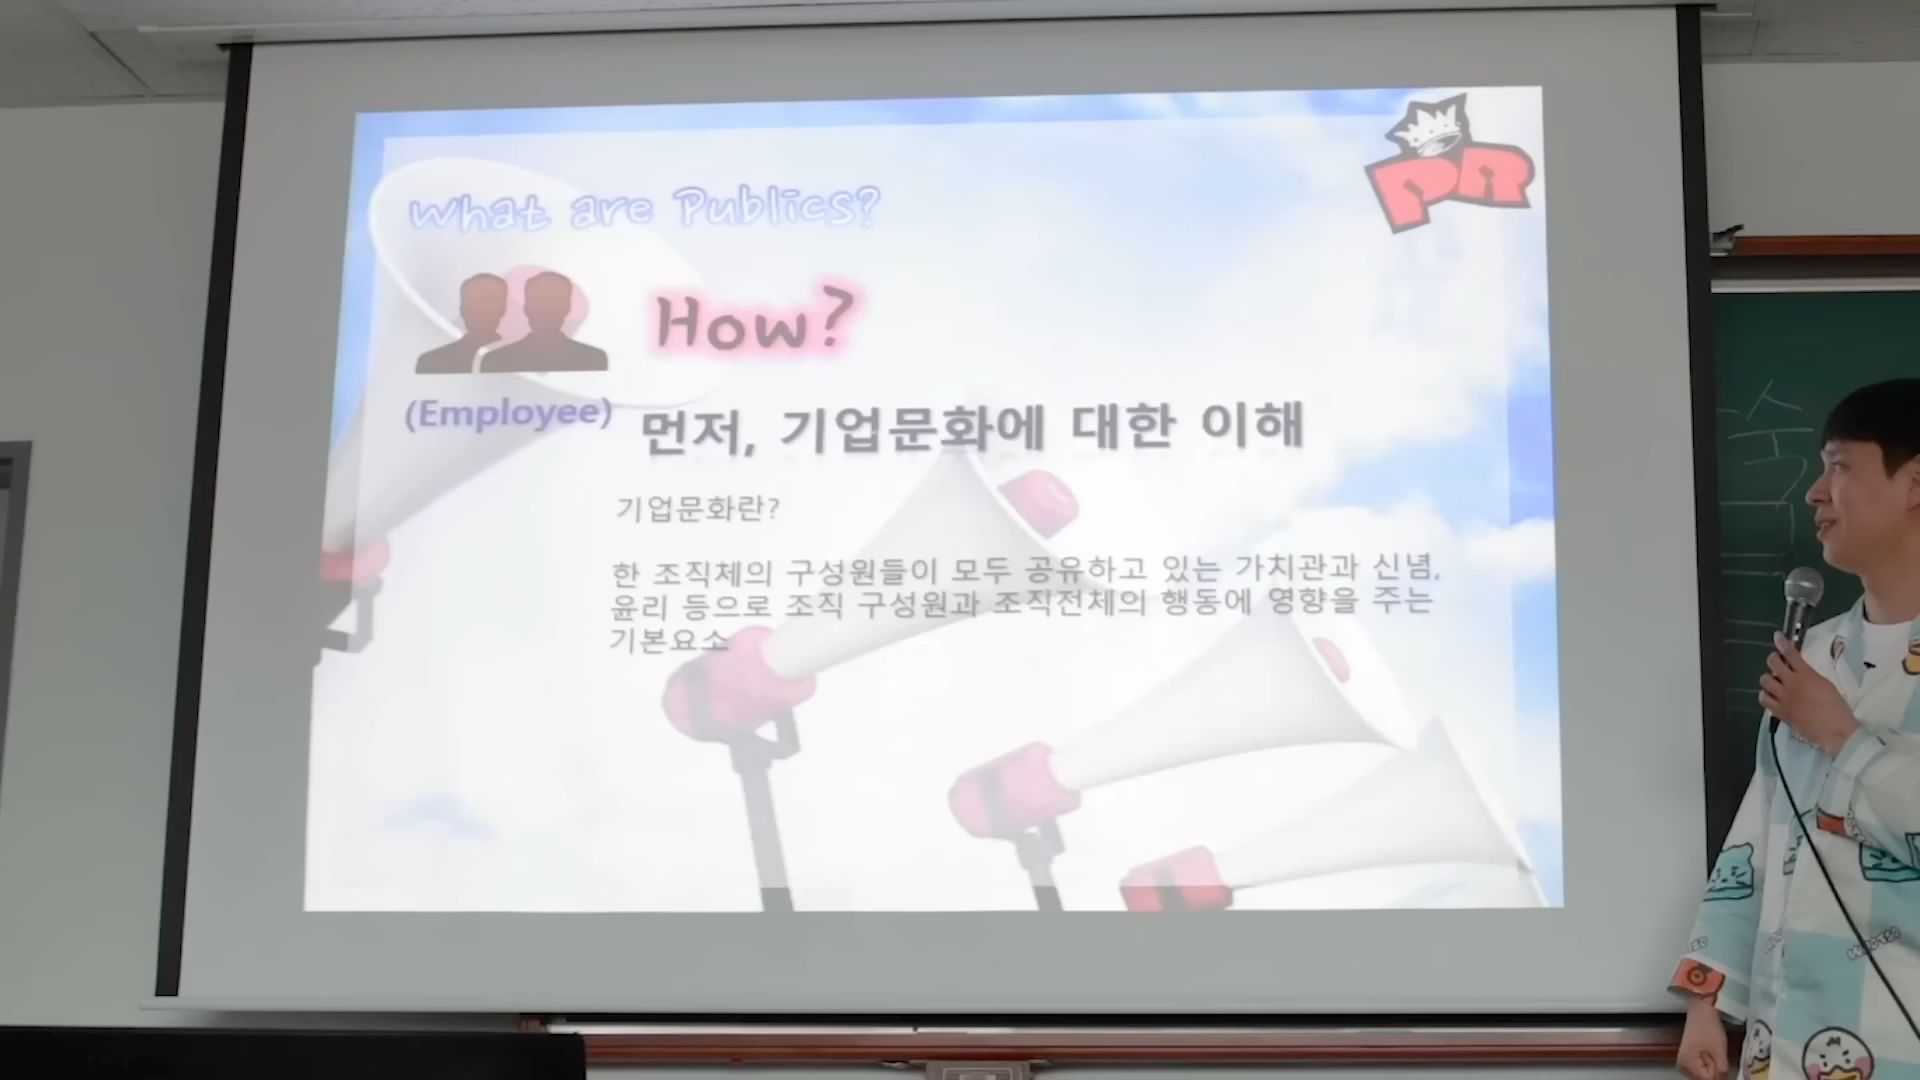 PR
What are Publics?
How?
(Employee)
먼저, 기업문화에 대한 이해
기업문화란?
한 조직체의 구성원들이 모두 공유하고 있는 가치관과 신념,
윤리 등으로 조직 구성원과 조직전체의 행동에 영향을 주는
기본요소